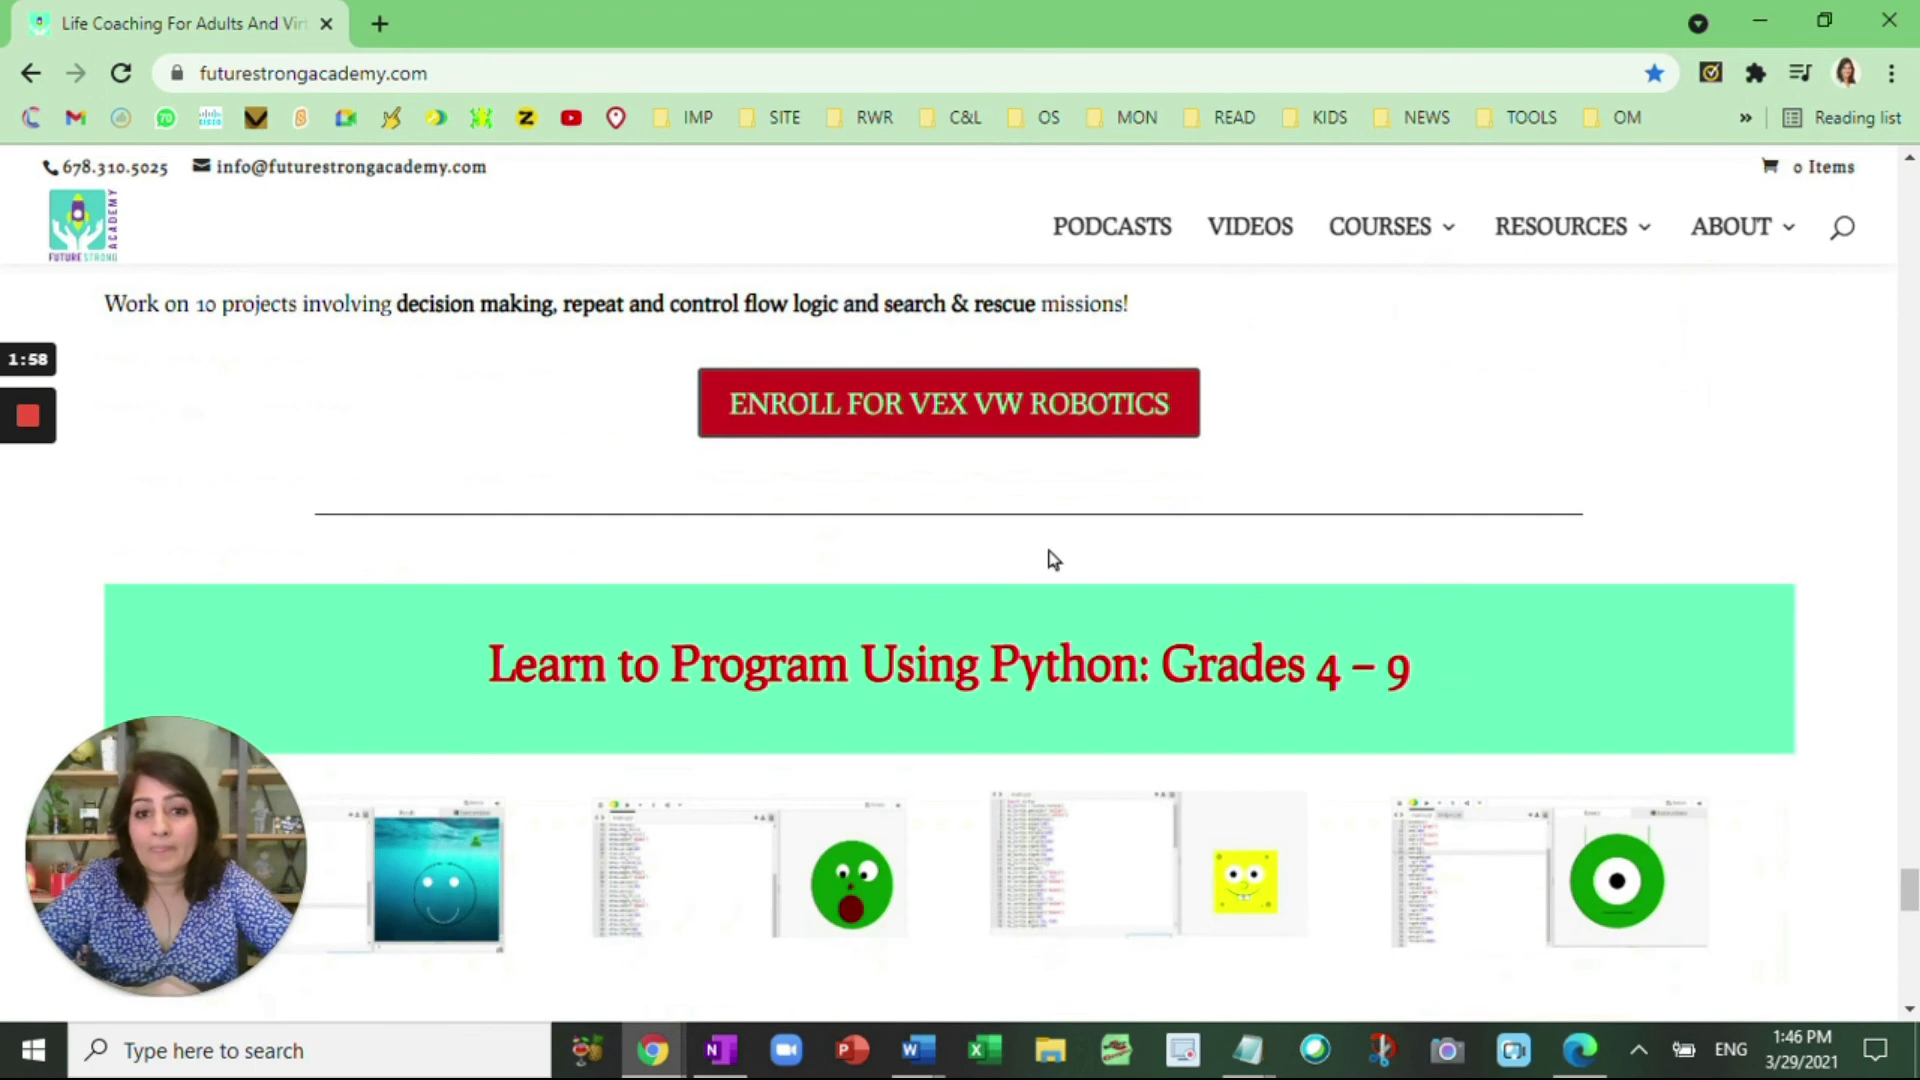 Life Coaching For Adults And Vir
futurestrongacademy.com
IMP
SITE
RWR
C&L
OS
MON
READ
KIDS
NEWS
TOOLS
OM
»
Reading list
678.310.5025
info@futurestrongacademy.com
0 Items
FUTURE STRONG
ACADEMY
PODCASTS
VIDEOS
COURSES
RESOURCES
ABOUT
Work on 10 projects involving decision making, repeat and control flow logic and search & rescue missions!
1:58
ENROLL FOR VEX VW ROBOTICS
Learn to Program Using Python: Grades 4 – 9
Type here to search
ENG
1:46 PM
3/29/2021